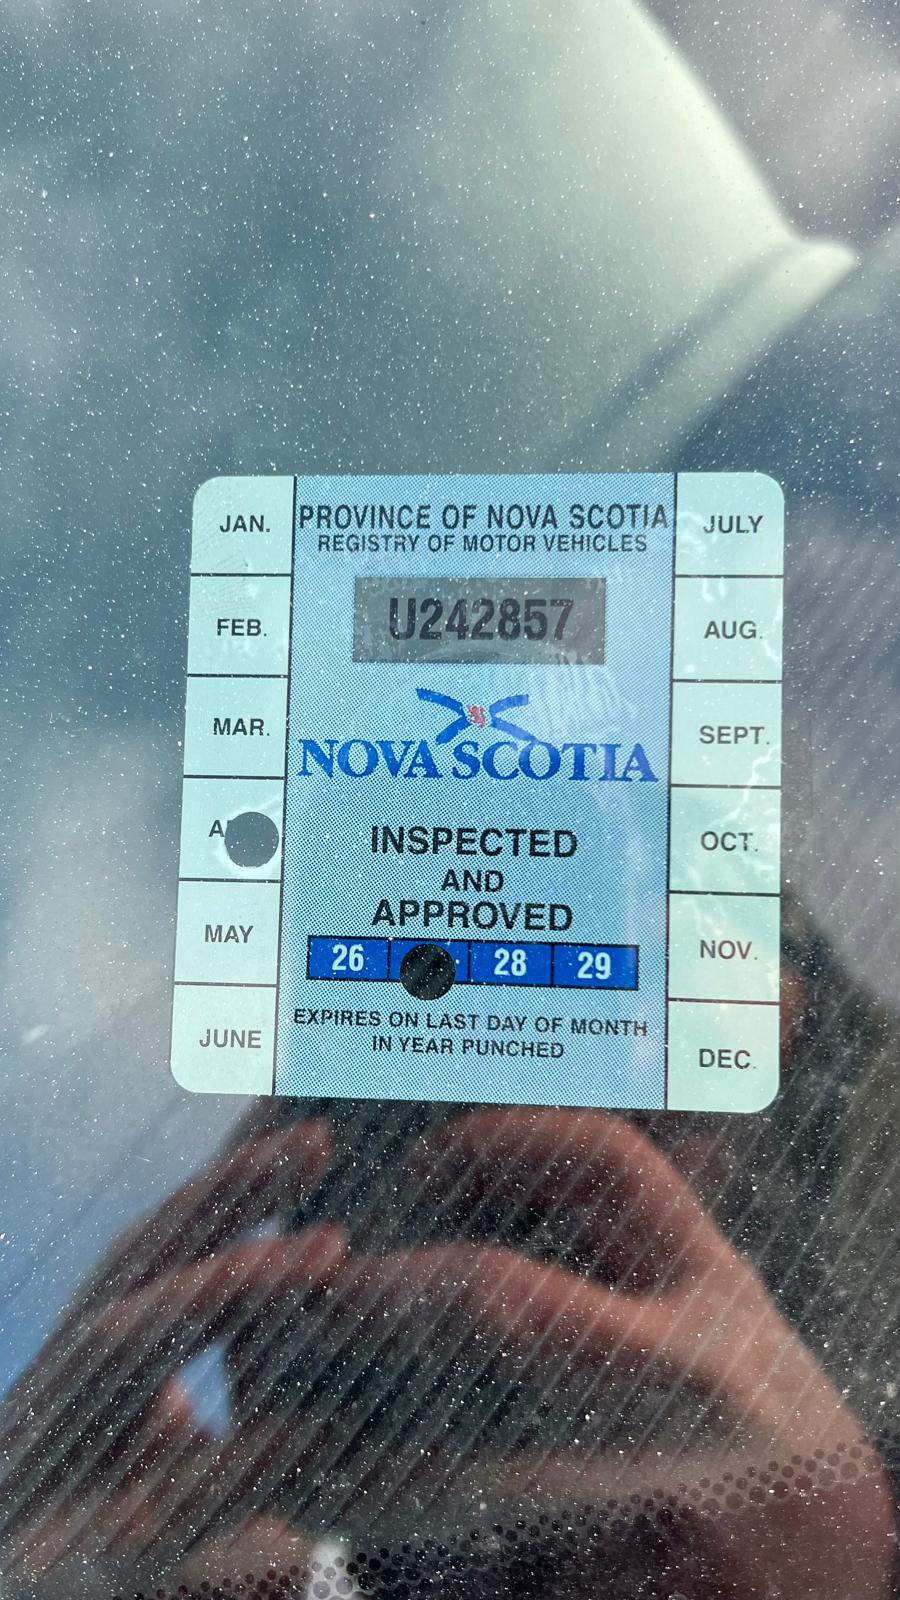 JAN.
FEB.
MAR.
MAY
JUNE
PROVINCE OF NOVA SCOTIA
REGISTRY OF MOTOR VEHICLES
U242857
NOVA SCOTIA
INSPECTED
AND
APPROVED
26 28 29
EXPIRES ON LAST DAY OF MONTH
IN YEAR PUNCHED
JULY
AUG.
SEPT.
OCT.
NOV.
DEC.